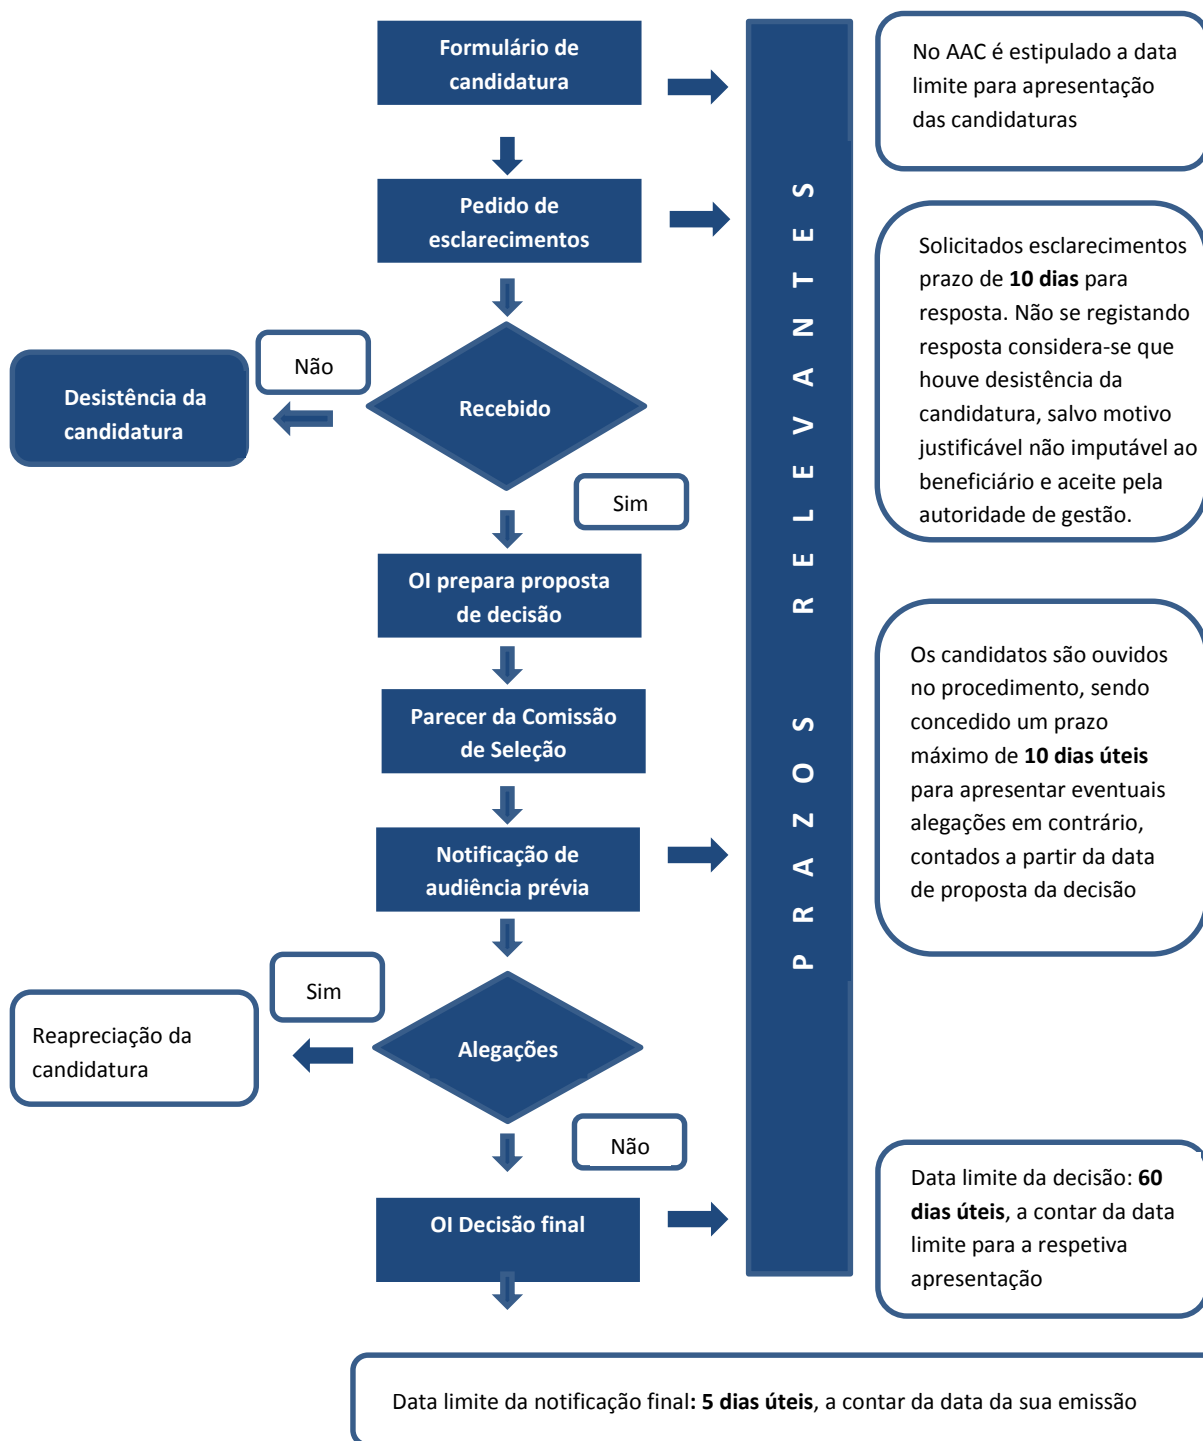 Formulário de
candidatura
No AAC é estipulado a data
limite para apresentação
das candidaturas
Pedido de
esclarecimentos
Solicitados esclarecimentos
prazo de 10 dias para
resposta. Não se registando
resposta considera-se que
houve desistência da
candidatura, salvo motivo
justificável não imputável ao
beneficiário e aceite pela
autoridade de gestão.
Não
Desistência da
candidatura
Recebido
Sim
OI prepara proposta
de decisão
Parecer da Comissão
de Seleção
Os candidatos são ouvidos
no procedimento, sendo
concedido um prazo
máximo de 10 dias úteis
para apresentar eventuais
alegações em contrário,
contados a partir da data
de proposta da decisão
Notificação de
audiência prévia
Sim
Reapreciação da
candidatura
Alegações
Não
OI Decisão final
Data limite da decisão: 60
dias úteis, a contar da data
limite para a respetiva
apresentação
PRAZOS RELEVANTES
Data limite da notificação final: 5 dias úteis, a contar da data da sua emissão